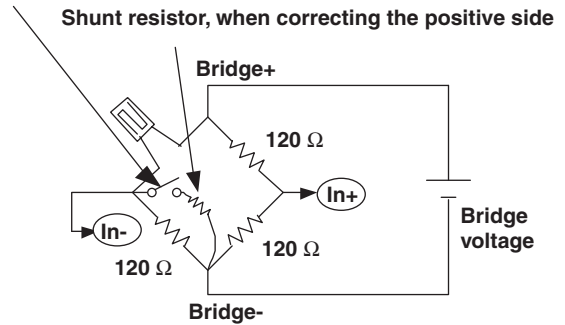 Shunt resistor, when correcting the positive side
Bridge+
120 Ω
In+
Bridge
voltage
In-
120 Ω
120 Ω
Bridge-